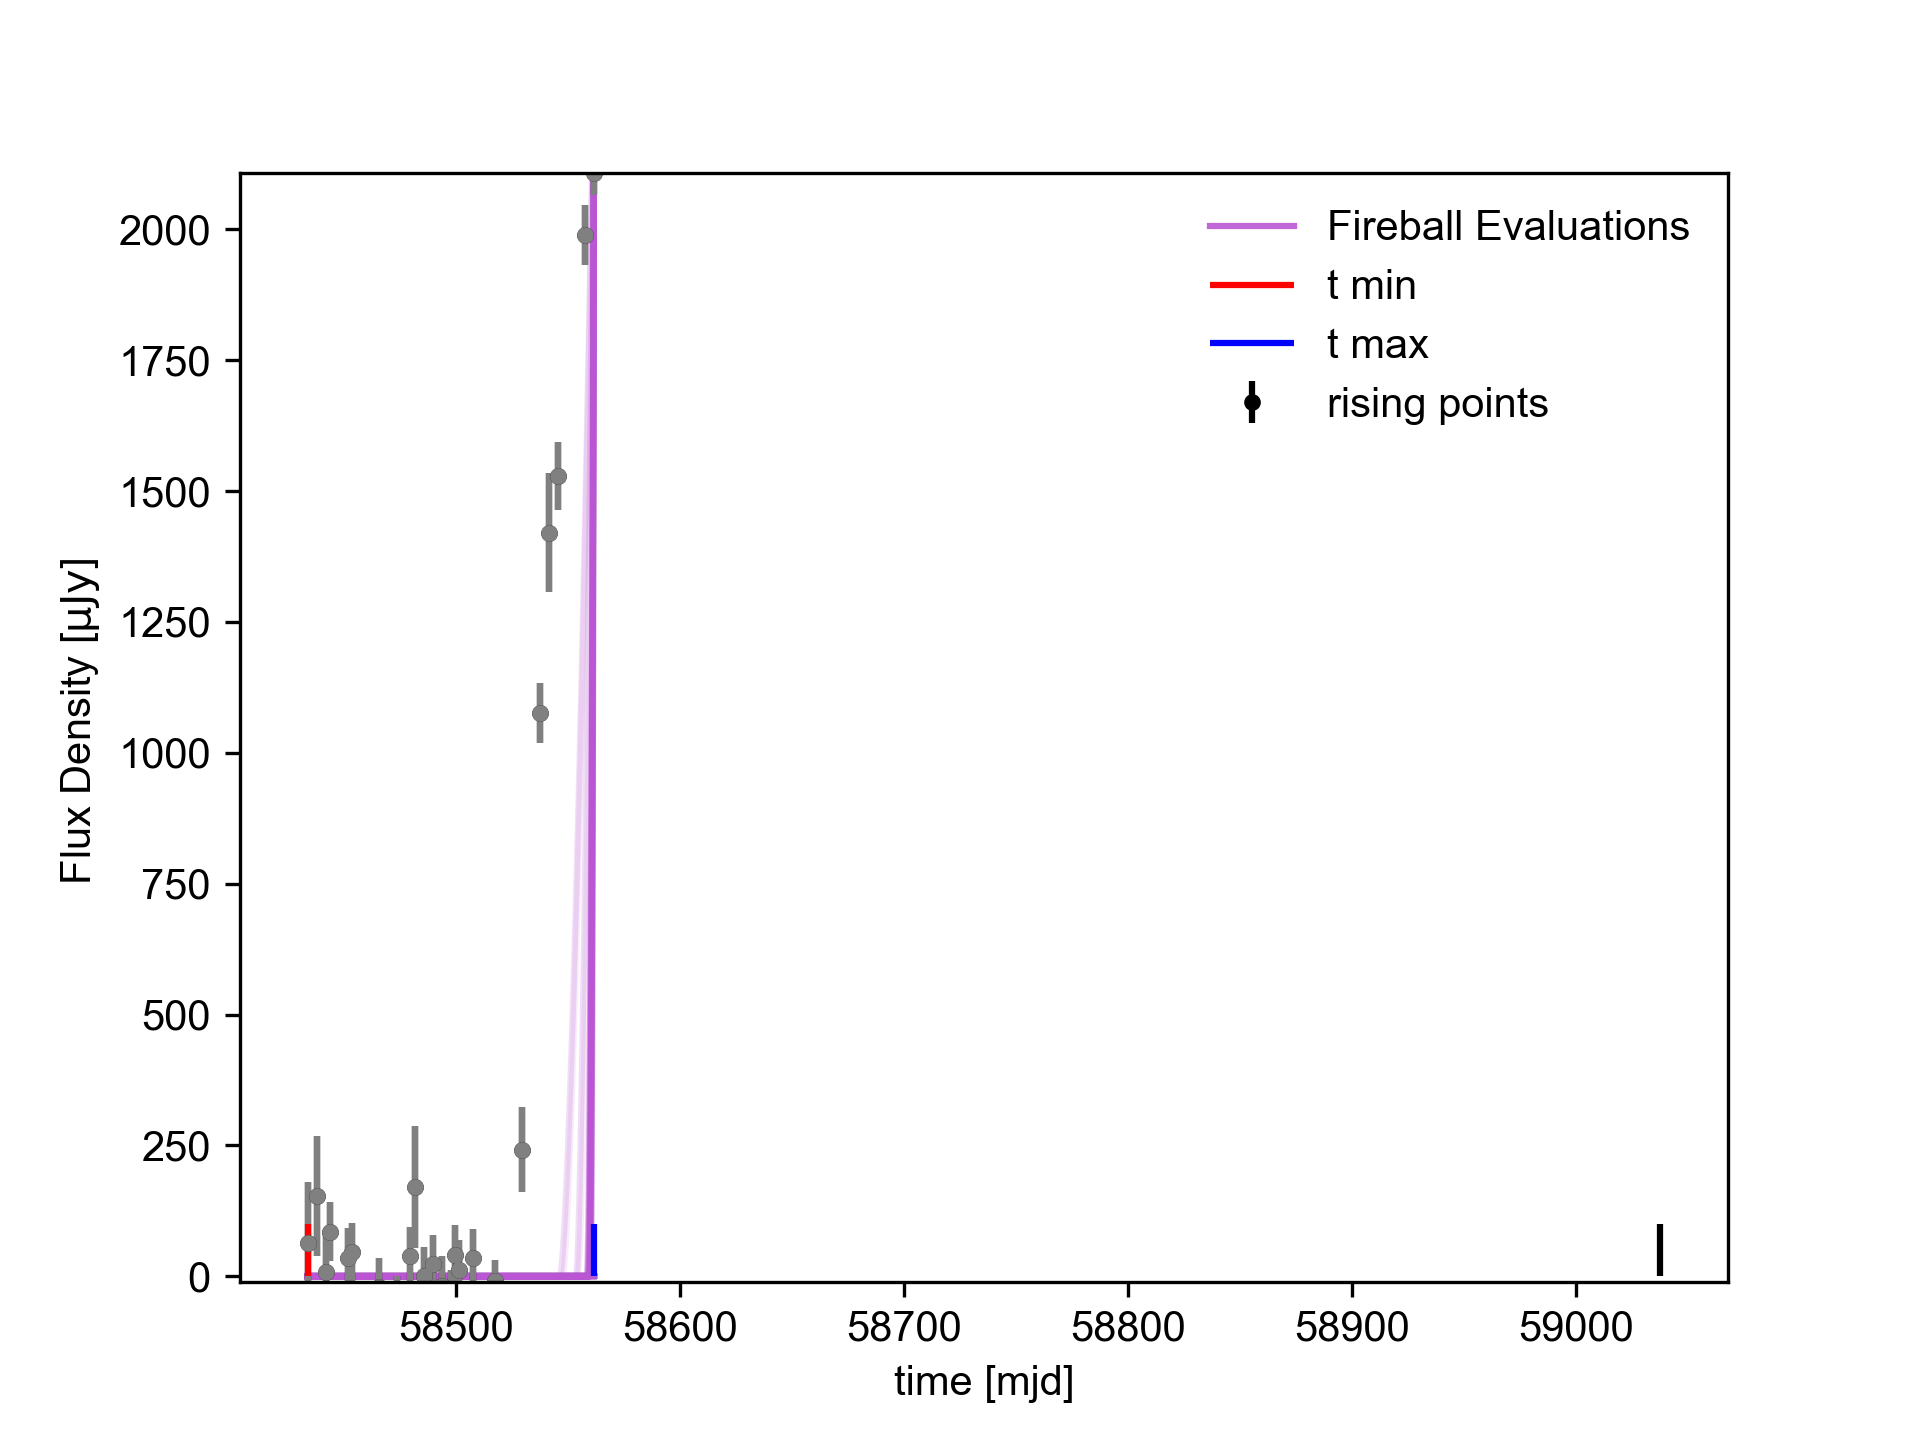 Fireball Evaluations
t min
t max
rising points
Flux Density [µJy]
2000
1750
1500
1250
1000
750
500
250
0
58500 58600 58700 58800 58900 59000
time [mjd]